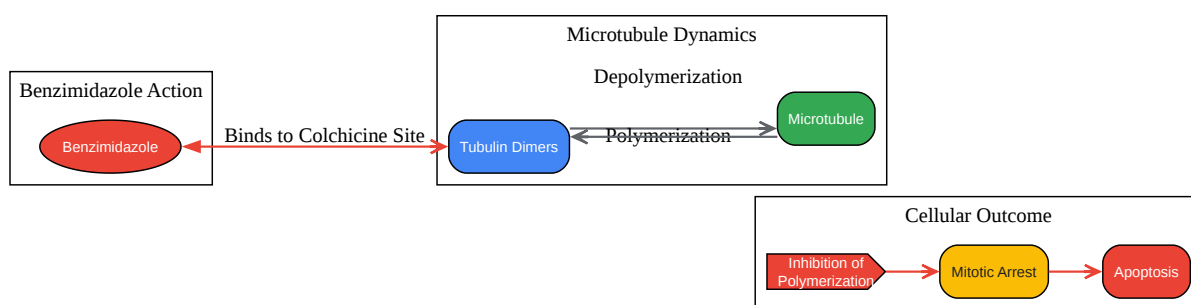 Microtubule Dynamics
Benzimidazole Action
Depolymerization
Benzimidazole
Binds to Colchicine Site
Tubulin Dimers
Polymerization
Microtubule
Cellular Outcome
Inhibition of
Polymerization
Mitotic Arrest
Apoptosis